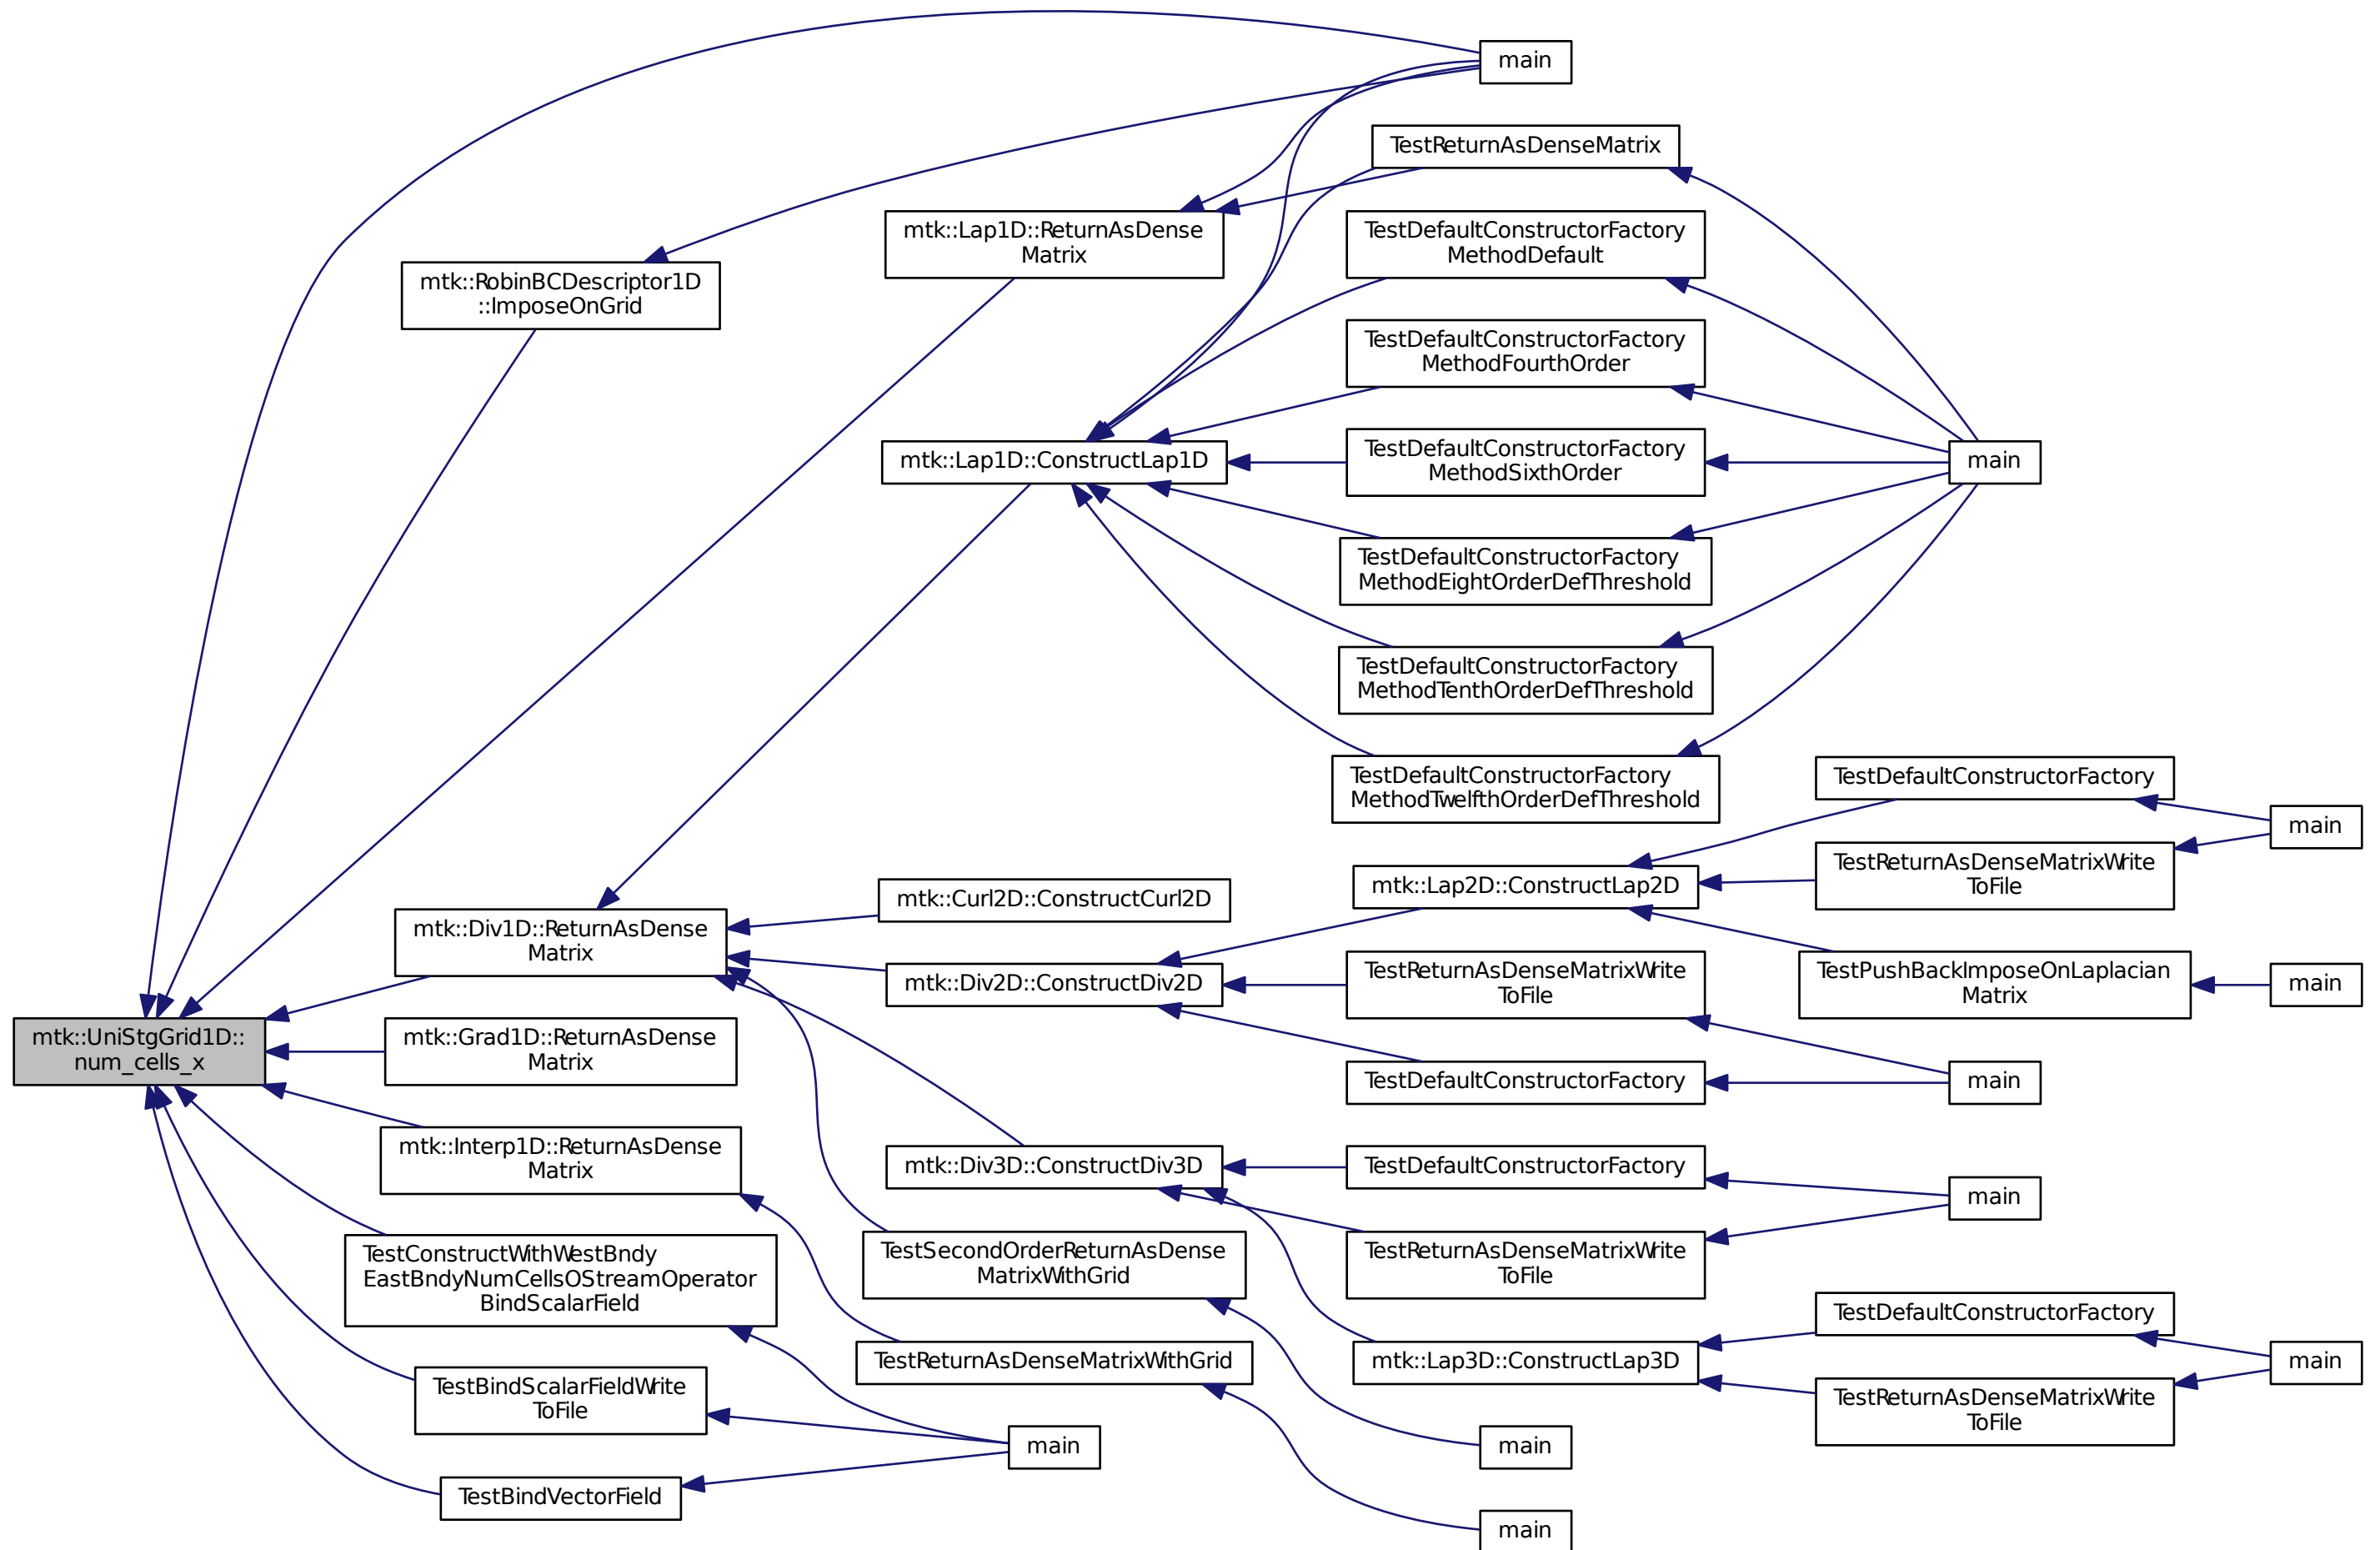 main
TestReturnAsDenseMatrix
mtk::Lap1D::ReturnAsDense
Matrix
TestDefaultConstructorFactory
MethodDefault
mtk::RobinBCDescriptor1D
::ImposeOnGrid
TestDefaultConstructorFactory
MethodFourthOrder
mtk::Lap1D::ConstructLap1D
TestDefaultConstructorFactory
MethodSixthOrder
main
TestDefaultConstructorFactory
MethodEightOrderDefThreshold
TestDefaultConstructorFactory
MethodTenthOrderDefThreshold
TestDefaultConstructorFactory
MethodTwelfthOrderDefThreshold
TestDefaultConstructorFactory
main
TestReturnAsDenseMatrixWrite
ToFile
mtk::Lap2D::ConstructLap2D
mtk::Curl2D::ConstructCurl2D
mtk::Div1D::ReturnAsDense
Matrix
mtk::Div2D::ConstructDiv2D
TestReturnAsDenseMatrixWrite
ToFile
TestPushBackImposeOnLaplacian
Matrix
main
mtk::UniStgGrid1D::
num_cells_x
mtk::Grad1D::ReturnAsDense
Matrix
TestDefaultConstructorFactory
main
mtk::Interp1D::ReturnAsDense
Matrix
mtk::Div3D::ConstructDiv3D
TestDefaultConstructorFactory
main
TestReturnAsDenseMatrixWrite
ToFile
TestConstructWithWestBndy
EastBndyNumCellsOStreamOperator
BindScalarField
TestSecondOrderReturnAsDense
MatrixWithGrid
TestDefaultConstructorFactory
TestReturnAsDenseMatrixWithGrid
mtk::Lap3D::ConstructLap3D
main
TestBindScalarFieldWrite
ToFile
TestReturnAsDenseMatrixWrite
ToFile
main
main
TestBindVectorField
main